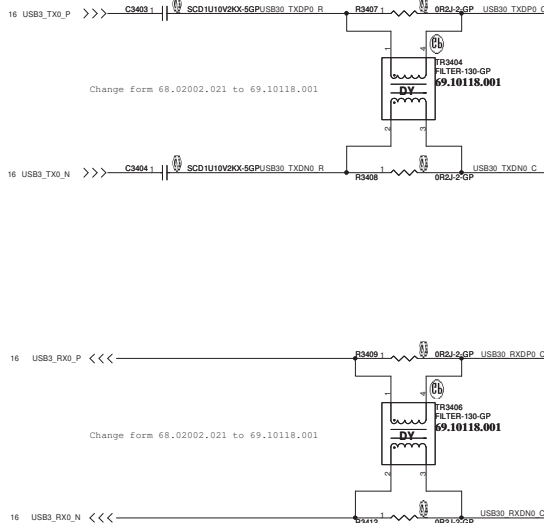 16 USB3_TX0_P C3403 1 SCD1U10V2KX-5GP USB30_TXDP0_R R3407 1 0R2J-2-GP USB30_TXDP0_C
1 4
TR3404
FILTER-130-GP
69.10118.001
DY
Change form 68.02002.021 to 69.10118.001
2 3
16 USB3_TX0_N C3404 1 SCD1U10V2KX-5GP USB30_TXDN0_R R3408 1 0R2J-2-GP USB30_TXDN0_C
16 USB3_RX0_P R3409 1 0R2J-2-GP USB30_RXDP0_C
1 4
TR3406
FILTER-130-GP
69.10118.001
DY
Change form 68.02002.021 to 69.10118.001
2 3
16 USB3_RX0_N 1 0R2J-2-GP USB30_RXDN0_C